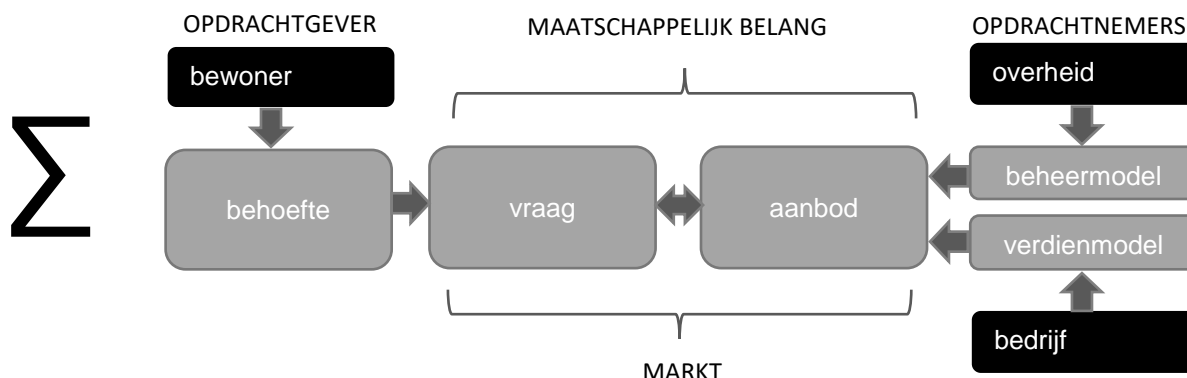 OPDRACHTGEVER
MAATSCHAPPELIJK BELANG
OPDRACHTNEMERS
bewoner
overheid
∑
behoefte
vraag
aanbod
beheermodel
verdienmodel
bedrijf
MARKT